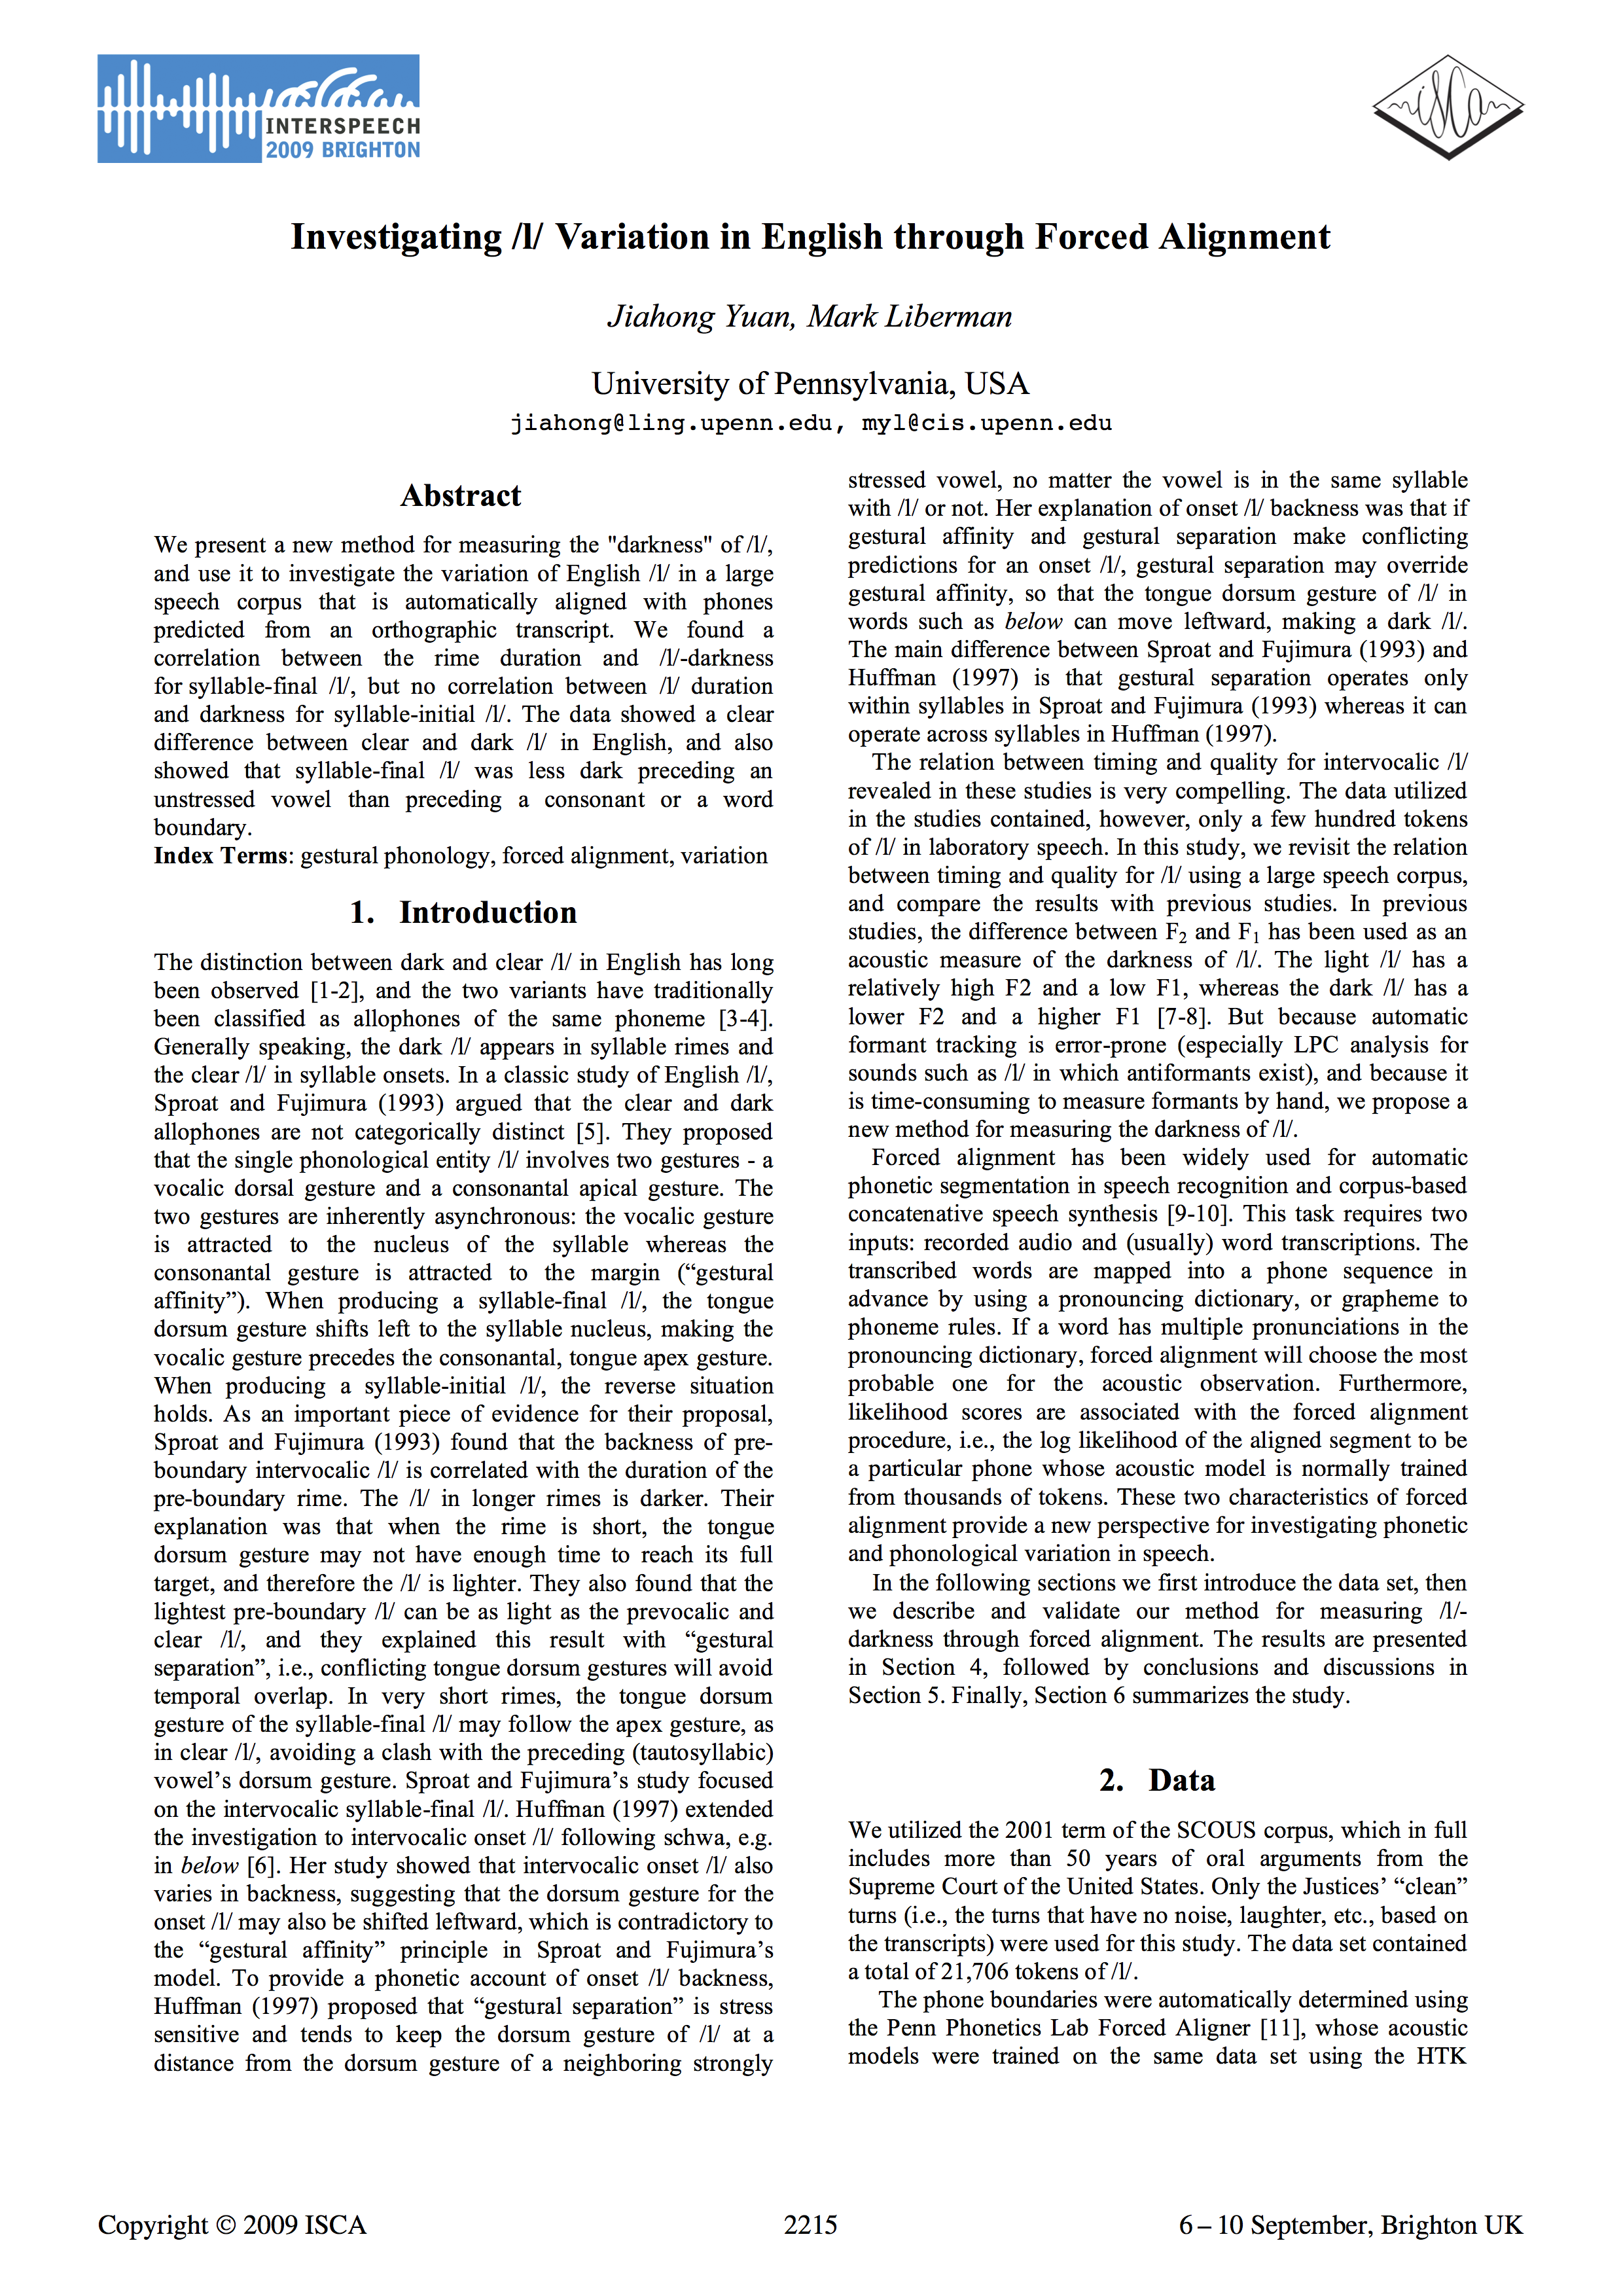 INTERSPEECH
2009 BRIGHTON
isca
Investigating /l/ Variation in English through Forced Alignment
Jiahong Yuan, Mark Liberman
University of Pennsylvania, USA
jiahong@ling.upenn.edu, myl@cis.upenn.edu
Abstract
We present a new method for measuring the "darkness" of /l/,
and use it to investigate the variation of English /l/ in a large
speech corpus that is automatically aligned with phones
predicted from an orthographic transcript. We found a
correlation between the rime duration and /l/-darkness
for syllable-final /l/, but no correlation between /l/ duration
and darkness for syllable-initial /l/. The data showed a clear
difference between clear and dark /l/ in English, and also
showed that syllable-final /l/ was less dark preceding an
unstressed vowel than preceding a consonant or a word
boundary.
Index Terms: gestural phonology, forced alignment, variation
1. Introduction
The distinction between dark and clear /l/ in English has long
been observed [1-2], and the two variants have traditionally
been classified as allophones of the same phoneme [3-4].
Generally speaking, the dark /l/ appears in syllable rimes and
the clear /l/ in syllable onsets. In a classic study of English /l/,
Sproat and Fujimura (1993) argued that the clear and dark
allophones are not categorically distinct [5]. They proposed
that the single phonological entity /l/ involves two gestures - a
vocalic dorsal gesture and a consonantal apical gesture. The
two gestures are inherently asynchronous: the vocalic gesture
is attracted to the nucleus of the syllable whereas the
consonantal gesture is attracted to the margin (“gestural
affinity”). When producing a syllable-final /l/, the tongue
dorsum gesture shifts left to the syllable nucleus, making the
vocalic gesture precedes the consonantal, tongue apex gesture.
When producing a syllable-initial /l/, the reverse situation
holds. As an important piece of evidence for their proposal,
Sproat and Fujimura (1993) found that the backness of pre-
boundary intervocalic /l/ is correlated with the duration of the
pre-boundary rime. The /l/ in longer rimes is darker. Their
explanation was that when the rime is short, the tongue
dorsum gesture may not have enough time to reach its full
target, and therefore the /l/ is lighter. They also found that the
lightest pre-boundary /l/ can be as light as the prevocalic and
clear /l/, and they explained this result with “gestural
separation”, i.e., conflicting tongue dorsum gestures will avoid
temporal overlap. In very short rimes, the tongue dorsum
gesture of the syllable-final /l/ may follow the apex gesture, as
in clear /l/, avoiding a clash with the preceding (tautosyllabic)
vowel’s dorsum gesture. Sproat and Fujimura’s study focused
on the intervocalic syllable-final /l/. Huffman (1997) extended
the investigation to intervocalic onset /l/ following schwa, e.g.
in below [6]. Her study showed that intervocalic onset /l/ also
varies in backness, suggesting that the dorsum gesture for the
onset /l/ may also be shifted leftward, which is contradictory to
the “gestural affinity” principle in Sproat and Fujimura’s
model. To provide a phonetic account of onset /l/ backness,
Huffman (1997) proposed that “gestural separation” is stress
sensitive and tends to keep the dorsum gesture of /l/ at a
distance from the dorsum gesture of a neighboring strongly
stressed vowel, no matter the vowel is in the same syllable
with /l/ or not. Her explanation of onset /l/ backness was that if
gestural affinity and gestural separation make conflicting
predictions for an onset /l/, gestural separation may override
gestural affinity, so that the tongue dorsum gesture of /l/ in
words such as below can move leftward, making a dark /l/.
The main difference between Sproat and Fujimura (1993) and
Huffman (1997) is that gestural separation operates only
within syllables in Sproat and Fujimura (1993) whereas it can
operate across syllables in Huffman (1997).
The relation between timing and quality for intervocalic /l/
revealed in these studies is very compelling. The data utilized
in the studies contained, however, only a few hundred tokens
of /l/ in laboratory speech. In this study, we revisit the relation
between timing and quality for /l/ using a large speech corpus,
and compare the results with previous studies. In previous
studies, the difference between F2 and F1 has been used as an
acoustic measure of the darkness of /l/. The light /l/ has a
relatively high F2 and a low F1, whereas the dark /l/ has a
lower F2 and a higher F1 [7-8]. But because automatic
formant tracking is error-prone (especially LPC analysis for
sounds such as /l/ in which antiformants exist), and because it
is time-consuming to measure formants by hand, we propose a
new method for measuring the darkness of /l/.
Forced alignment has been widely used for automatic
phonetic segmentation in speech recognition and corpus-based
concatenative speech synthesis [9-10]. This task requires two
inputs: recorded audio and (usually) word transcriptions. The
transcribed words are mapped into a phone sequence in
advance by using a pronouncing dictionary, or grapheme to
phoneme rules. If a word has multiple pronunciations in the
pronouncing dictionary, forced alignment will choose the most
probable one for the acoustic observation. Furthermore,
likelihood scores are associated with the forced alignment
procedure, i.e., the log likelihood of the aligned segment to be
a particular phone whose acoustic model is normally trained
from thousands of tokens. These two characteristics of forced
alignment provide a new perspective for investigating phonetic
and phonological variation in speech.
In the following sections we first introduce the data set, then
we describe and validate our method for measuring /l/-
darkness through forced alignment. The results are presented
in Section 4, followed by conclusions and discussions in
Section 5. Finally, Section 6 summarizes the study.
2. Data
We utilized the 2001 term of the SCOUS corpus, which in full
includes more than 50 years of oral arguments from the
Supreme Court of the United States. Only the Justices’ “clean”
turns (i.e., the turns that have no noise, laughter, etc., based on
the transcripts) were used for this study. The data set contained
a total of 21,706 tokens of /l/.
The phone boundaries were automatically determined using
the Penn Phonetics Lab Forced Aligner [11], whose acoustic
models were trained on the same data set using the HTK
Copyright © 2009 ISCA
2215
6 – 10 September, Brighton UK